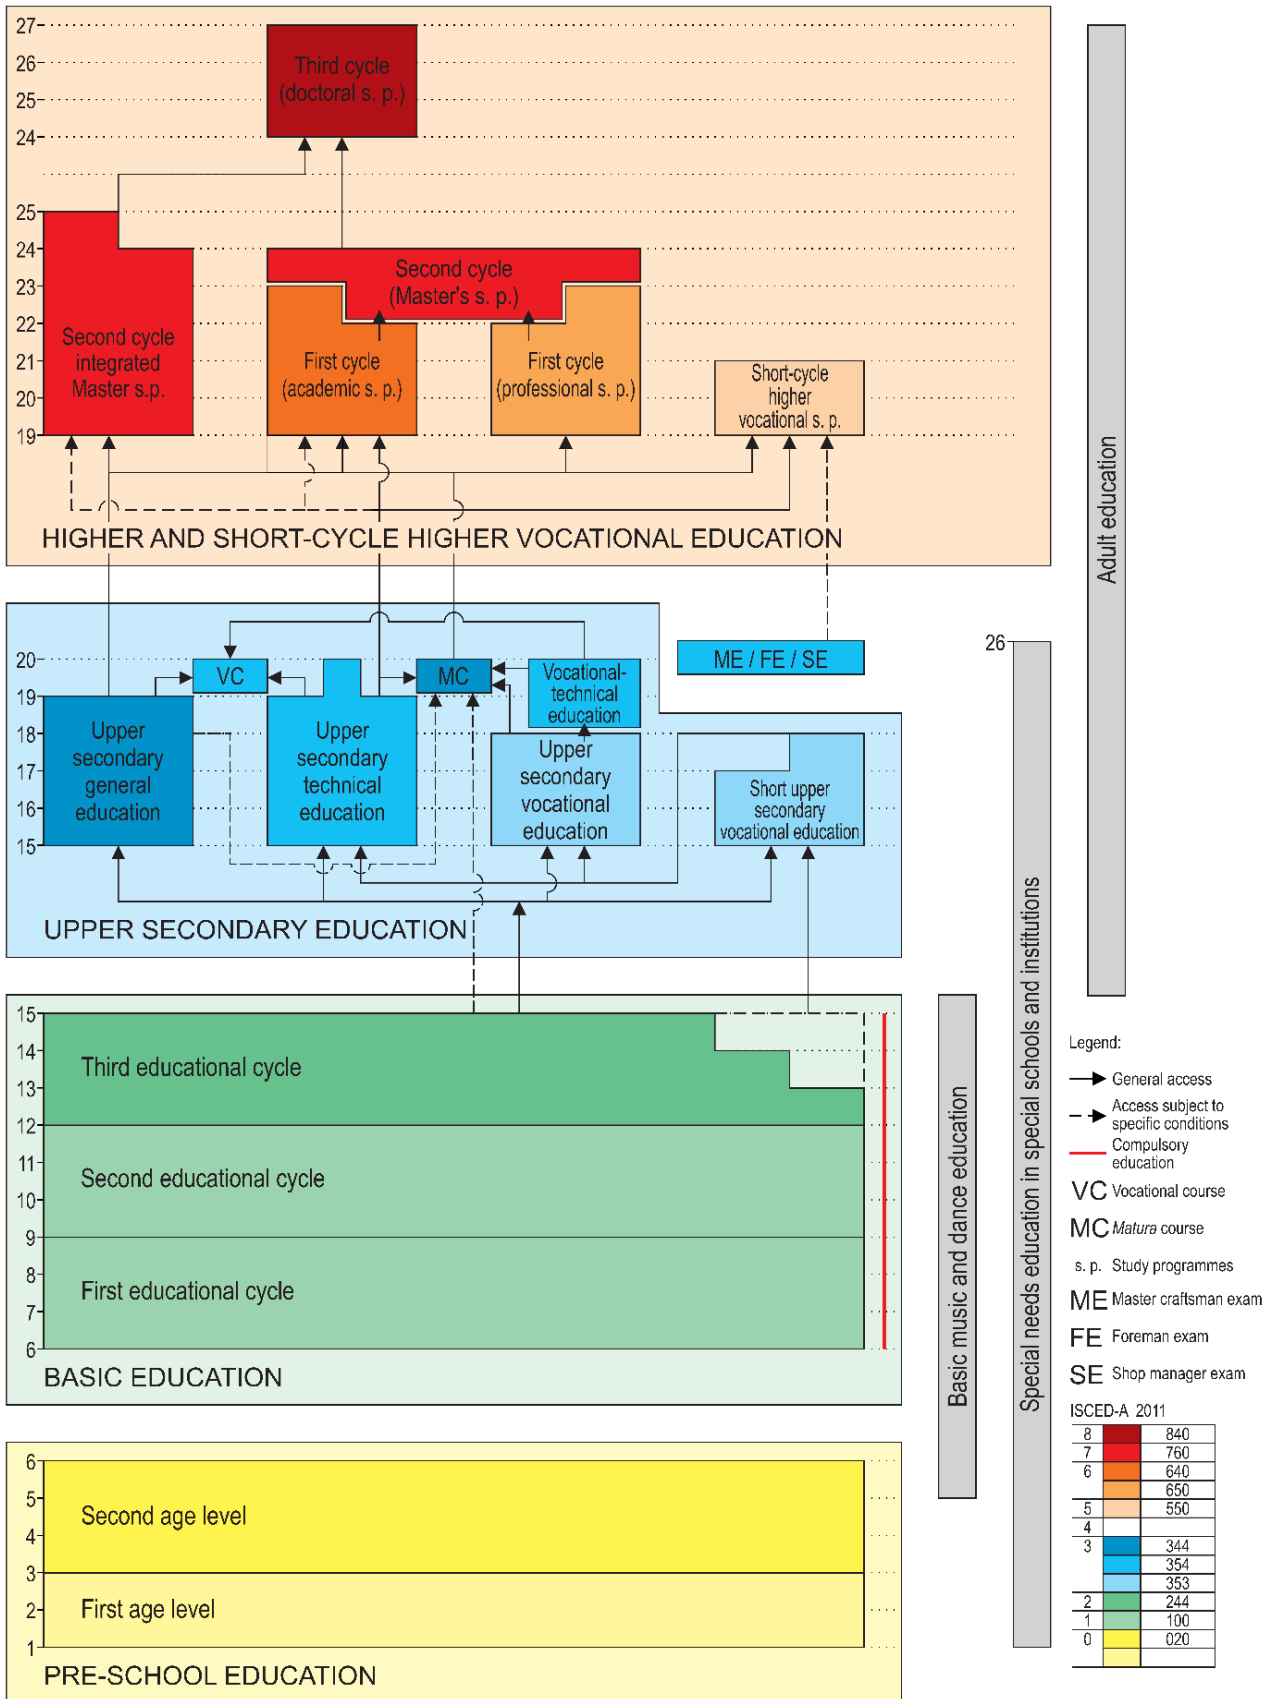 27
26
25
24
25
24
23
22
21
20
19
Third cycle
(doctoral s. p.)
Second cycle
(Master's s. p.)
Second cycle
integrated
Master s.p.
First cycle
(academic s. p.)
First cycle
(professional s. p.)
Short-cycle
higher
vocational s. p.
HIGHER AND SHORT-CYCLE HIGHER VOCATIONAL EDUCATION
20
19
18
17
16
15
VC
MC
Vocational-
technical
education
ME / FE / SE
Upper
secondary
general
education
Upper
secondary
technical
education
Upper
secondary
vocational
education
Short upper
secondary
vocational education
UPPER SECONDARY EDUCATION
15
14
13
12
11
10
9
8
7
6
Third educational cycle
Second educational cycle
First educational cycle
BASIC EDUCATION
6
5
4
3
2
1
Second age level
First age level
PRE-SCHOOL EDUCATION
Basic music and dance education
26
Special needs education in special schools and institutions
Adult education
Legend:
General access
Access subject to
specific conditions
Compulsory
education
VC Vocational course
MC Matura course
s. p. Study programmes
ME Master craftsman exam
FE Foreman exam
SE Shop manager exam
ISCED-A 2011
8 840
7 760
6 640
650
5 550
4
3 344
354
353
2 244
1 100
0 020